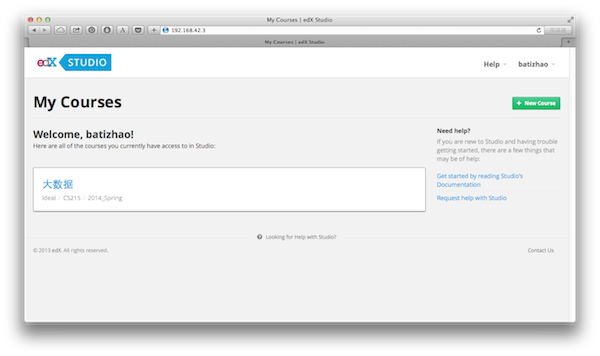 My Courses | edX Studio
192.168.42.3
My Courses | edX Studio
edX STUDIO
Help
batizhao
My Courses
+ New Course
Welcome, batizhao!
Here are all of the courses you currently have access to in Studio:
大数据
Ideal / CS215 / 2014_Spring
Need help?
If you are new to Studio and having trouble
getting started, there are a few things that
may be of help:
Get started by reading Studio's
Documentation
Request help with Studio
Looking for Help with Studio?
© 2013 edX. All rights reserved.
Contact Us